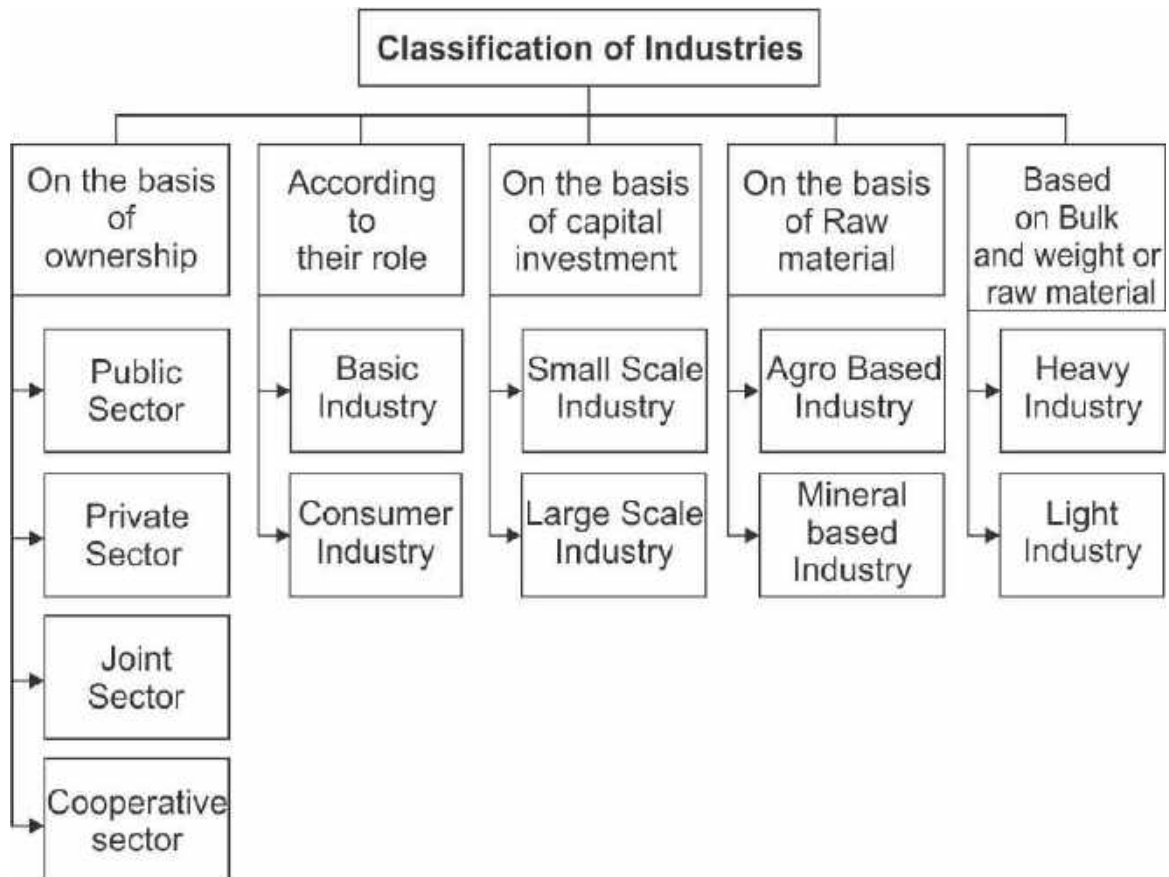 Classification of Industries
On the basis
of
ownership
According
to
their role
On the basis
of capital
investment
On the basis
of Raw
material
Based
on Bulk
and weight or
raw material
Public
Sector
Private
Sector
Joint
Sector
Cooperative
sector
Basic
Industry
Consumer
Industry
Small Scale
Industry
Large Scale
Industry
Agro Based
Industry
Mineral
based
Industry
Heavy
Industry
Light
Industry